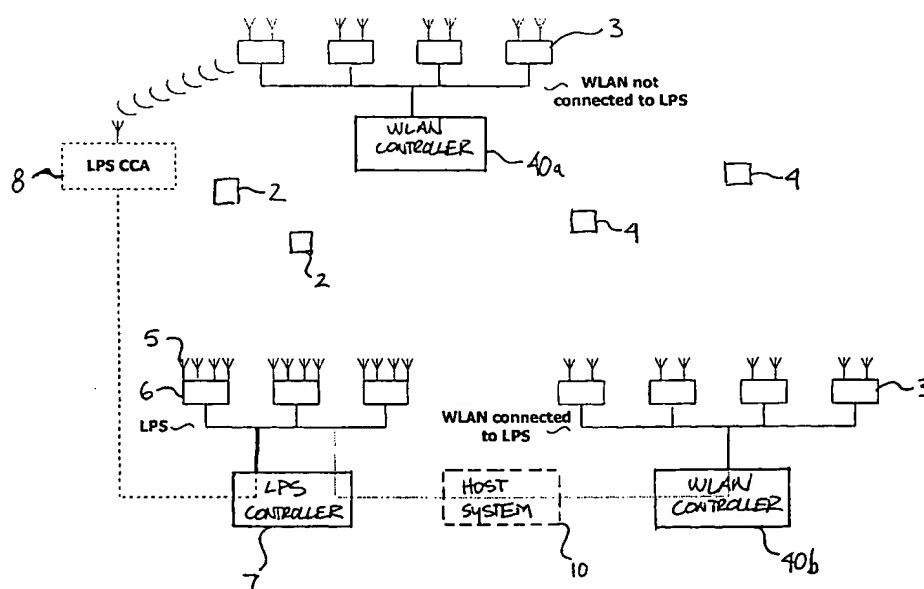 3
WLAN not
connected to LPS
WLAN
CONTROLLER
40a
LPS CCA
8
2
2
4
4
5
6
LPS
WLAN connected
to LPS
3
LPS
CONTROLLER
7
HOST
SYSTEM
10
WLAN
CONTROLLER
40b